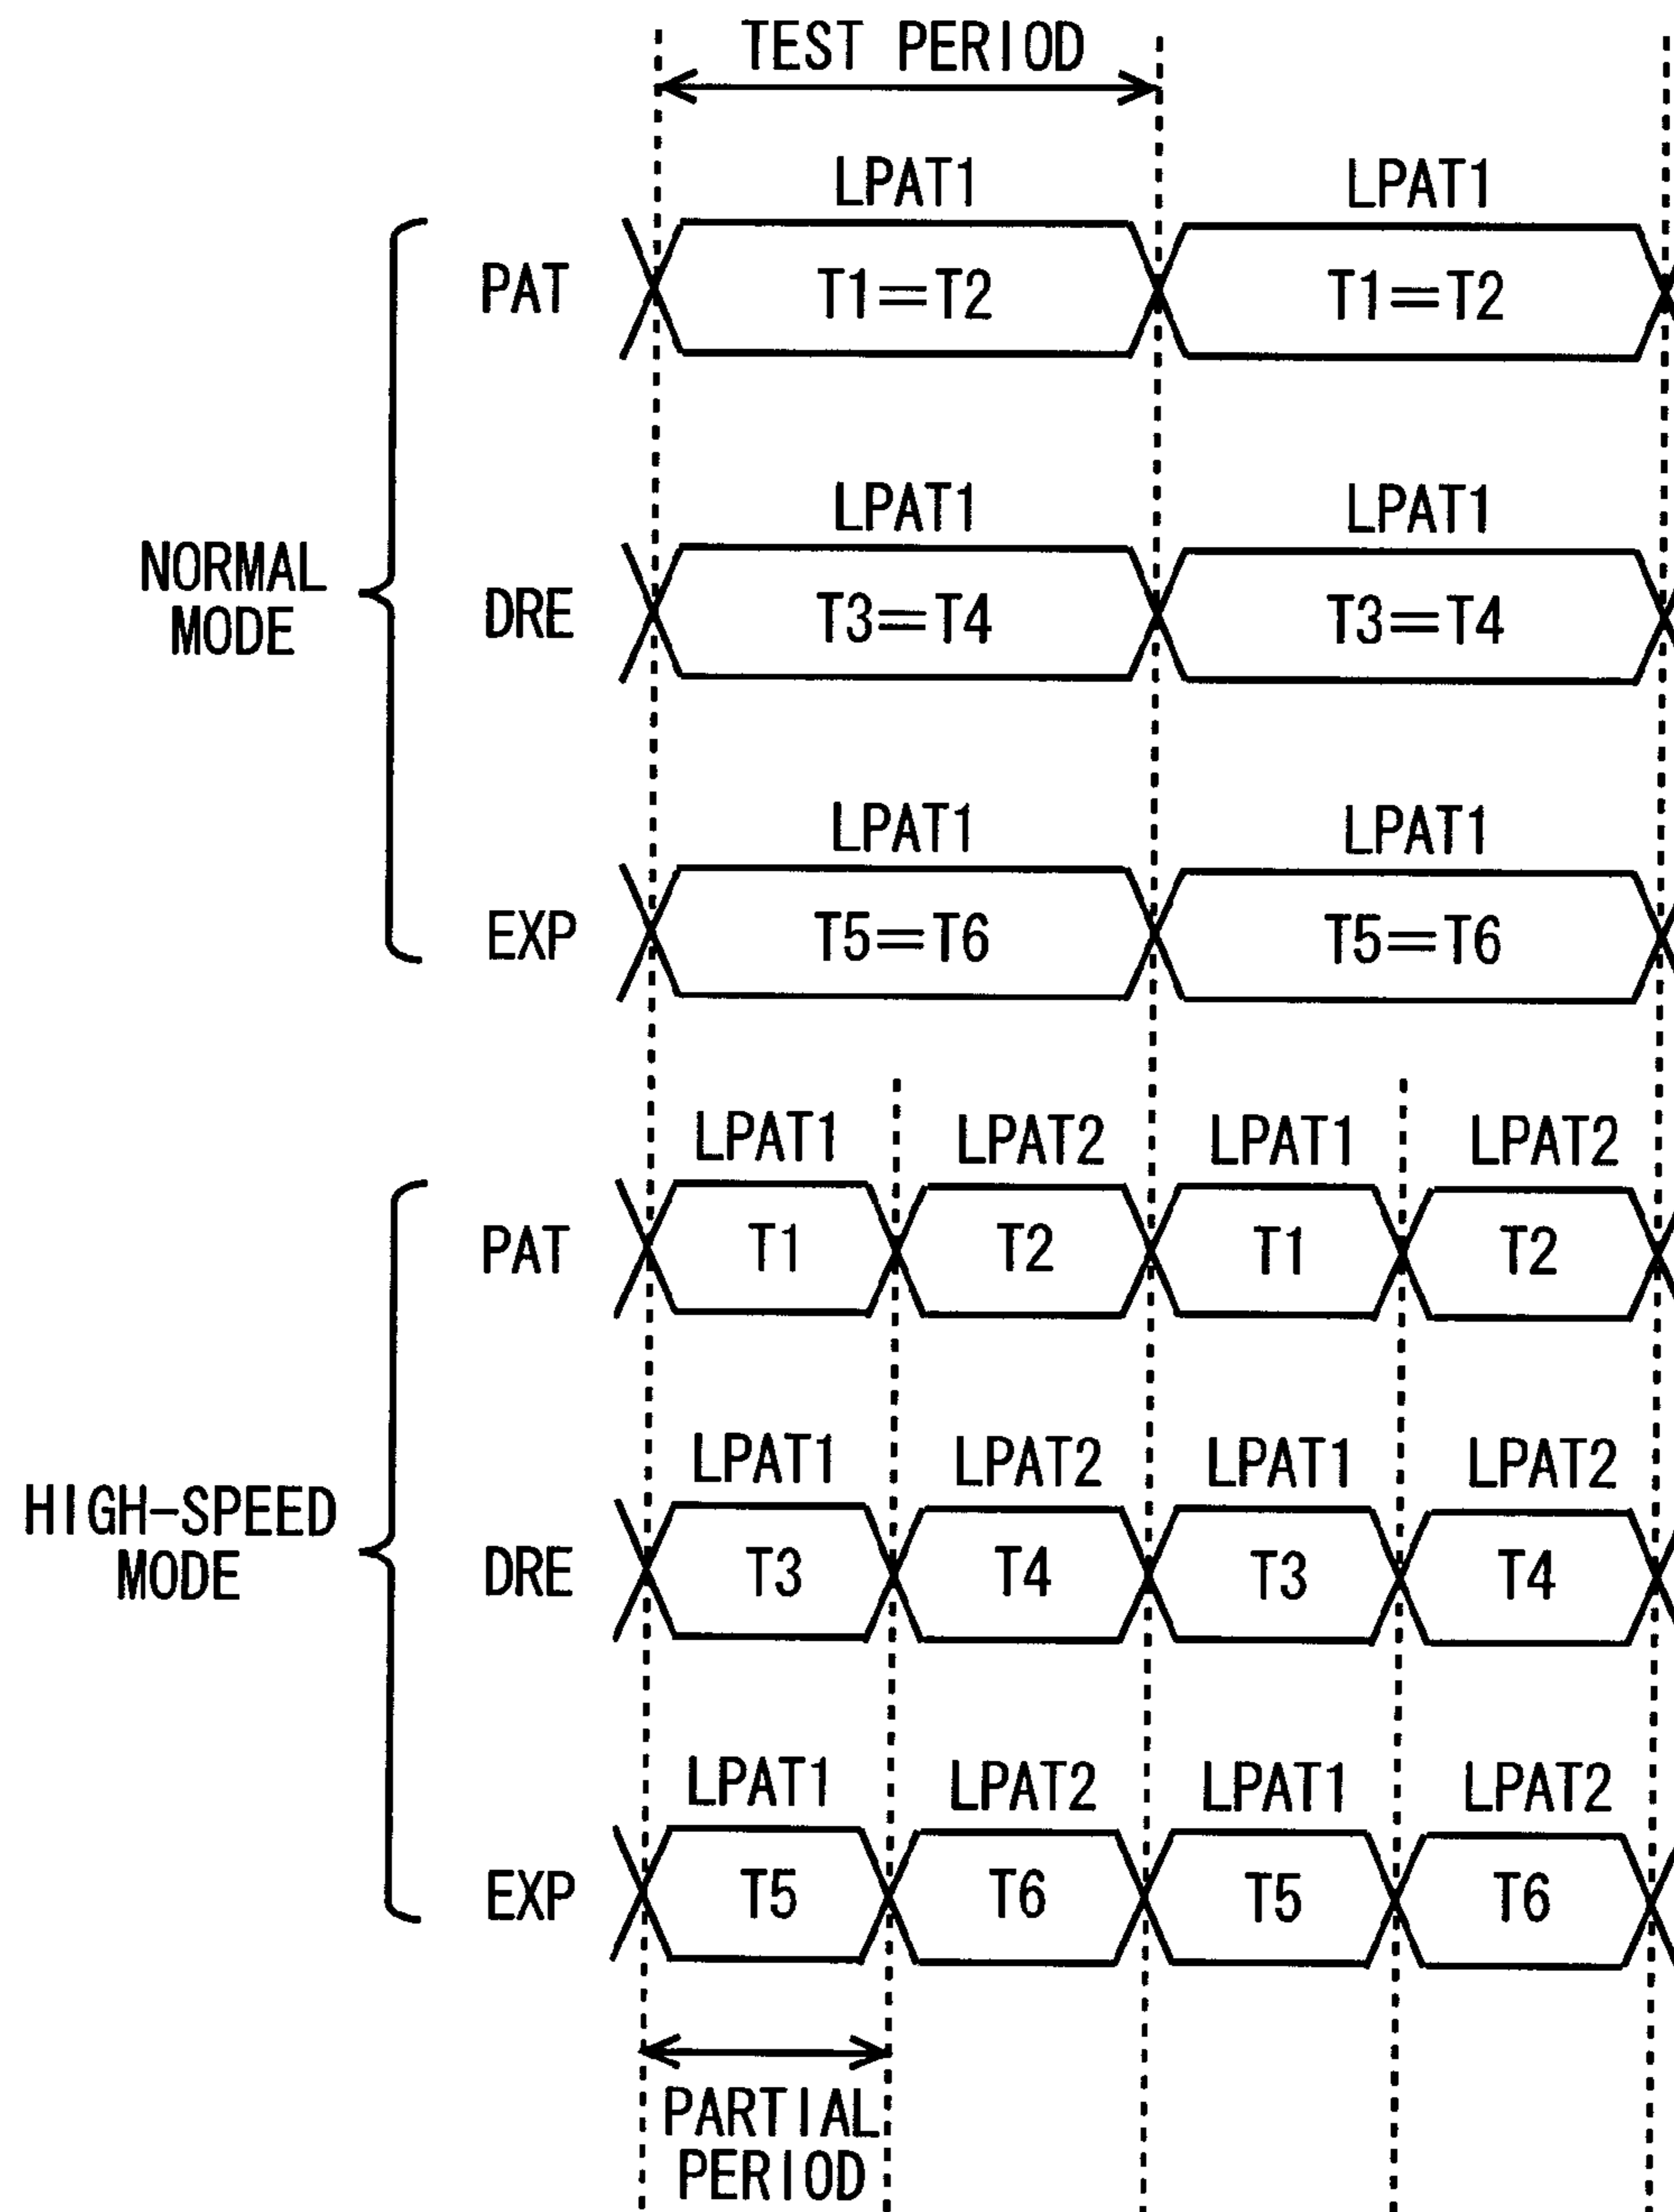 TEST PERIOD
LPAT1 LPAT1
PAT T1=T2 T1=T2
LPAT1 LPAT1
NORMAL
MODE
DRE T3=T4 T3=T4
LPAT1 LPAT1
EXP T5=T6 T5=T6
LPAT1 LPAT2 LPAT1 LPAT2
PAT T1 T2 T1 T2
LPAT1 LPAT2 LPAT1 LPAT2
HIGH-SPEED
MODE
DRE T3 T4 T3 T4
LPAT1 LPAT2 LPAT1 LPAT2
EXP T5 T6 T5 T6
PARTIAL
PERIOD